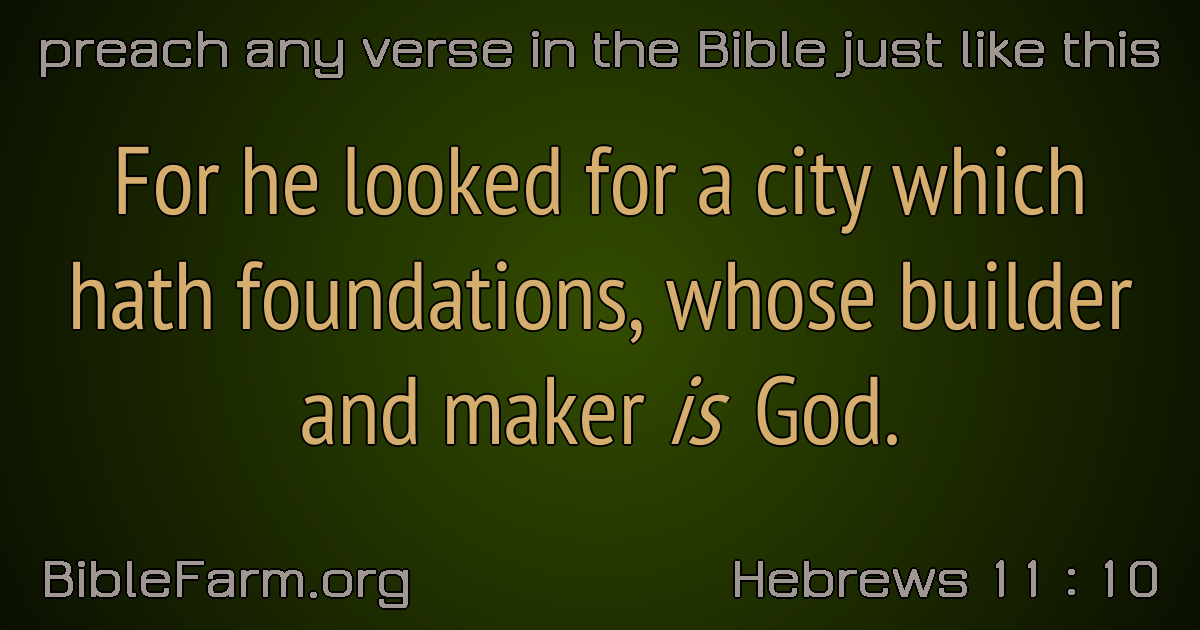 preach any verse in the Bible just like this
For he looked for a city which
hath foundations, whose builder
and maker is God.
BibleFarm.org
Hebrews 11 : 10